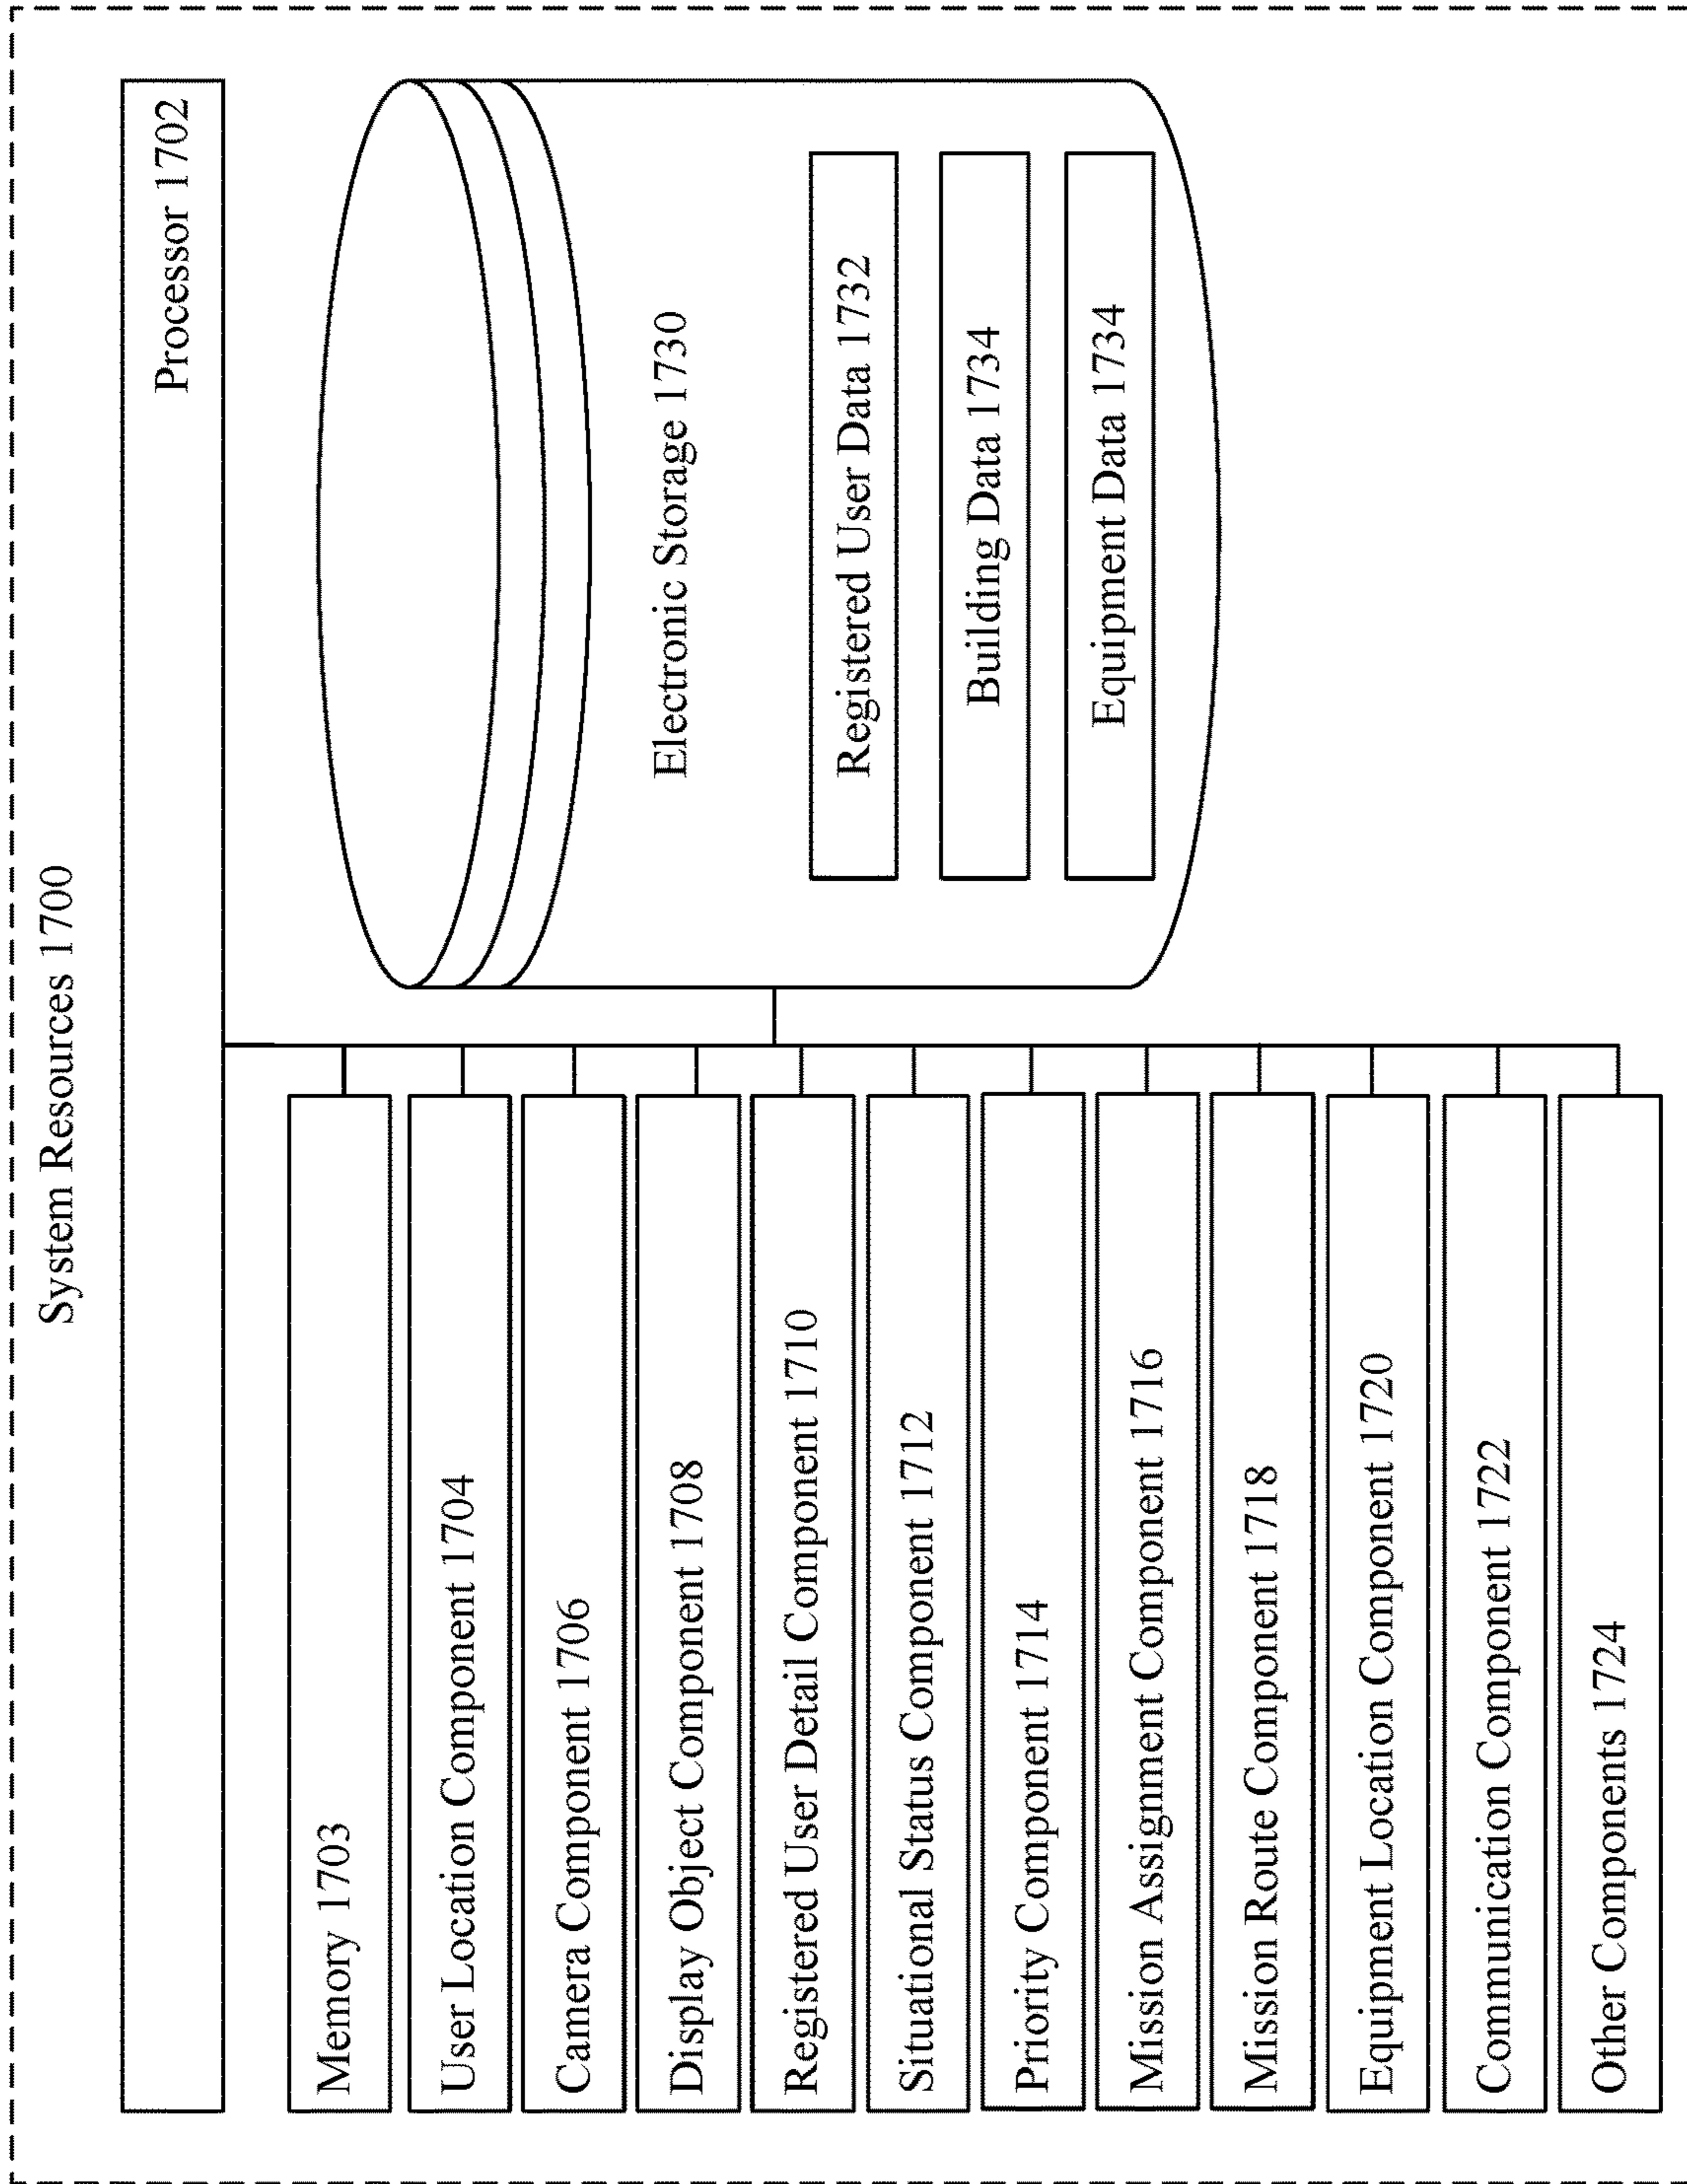 System Resources 1700
Processor 1702
Memory 1703
User Location Component 1704
Camera Component 1706
Display Object Component 1708
Registered User Detail Component 1710
Situational Status Component 1712
Priority Component 1714
Mission Assignment Component 1716
Mission Route Component 1718
Equipment Location Component 1720
Communication Component 1722
Other Components 1724
Electronic Storage 1730
Registered User Data 1732
Building Data 1734
Equipment Data 1734